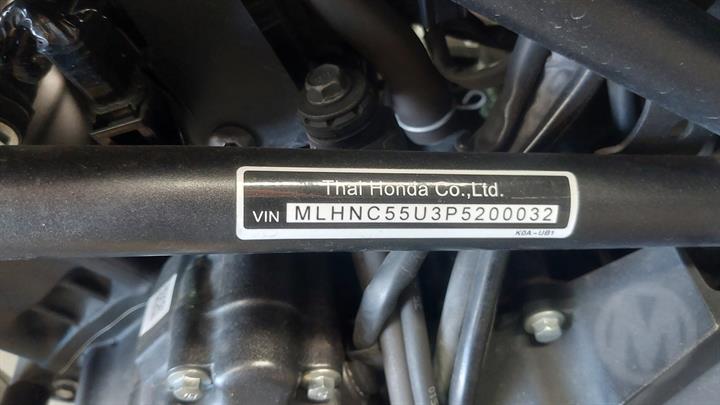 Thai Honda Co.,Ltd.
VIN MLHNC55U3P5200032
K0A-UB1
M